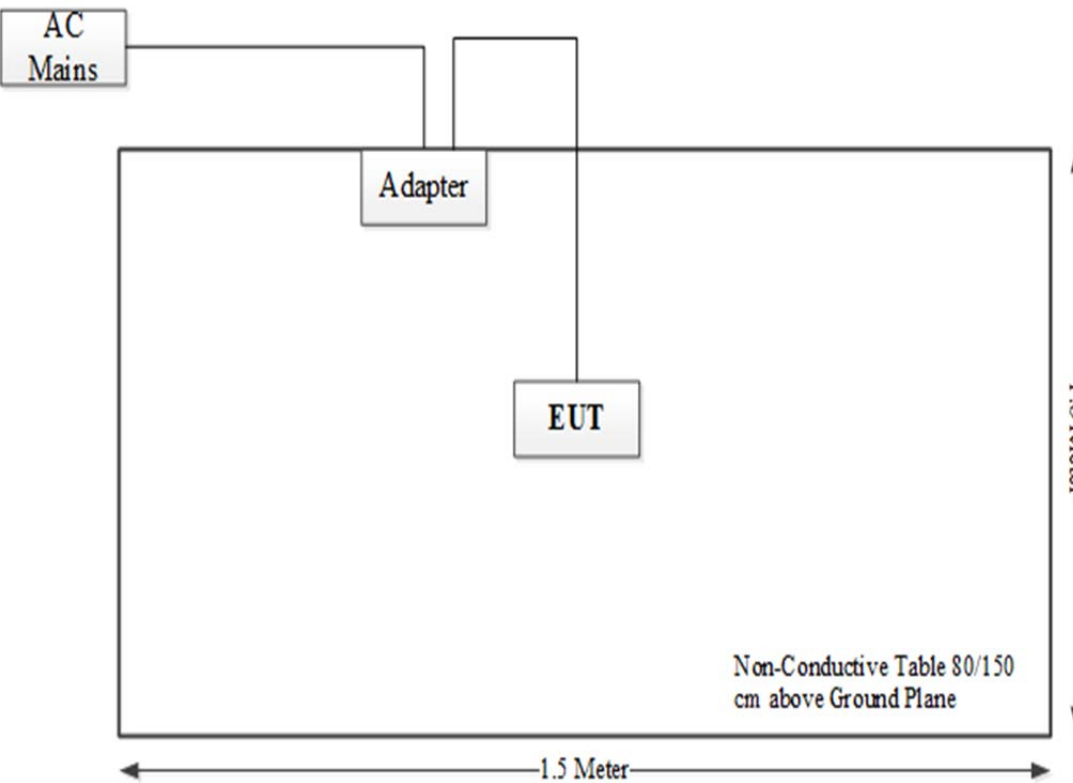 AC
Mains
Adapter
EUT
Non-Conductive Table 80/150
cm above Ground Plane
1.5 Meter